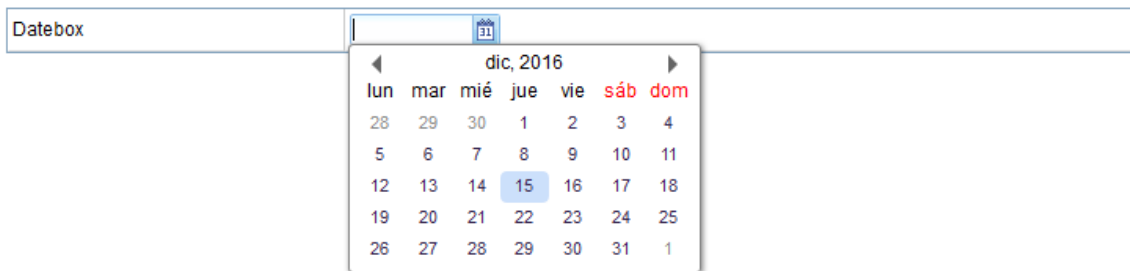 Datebox 31
dic, 2016
lun mar mié jue vie sáb dom
28 29 30 1 2 3 4
5 6 7 8 9 10 11
12 13 14 15 16 17 18
19 20 21 22 23 24 25
26 27 28 29 30 31 1